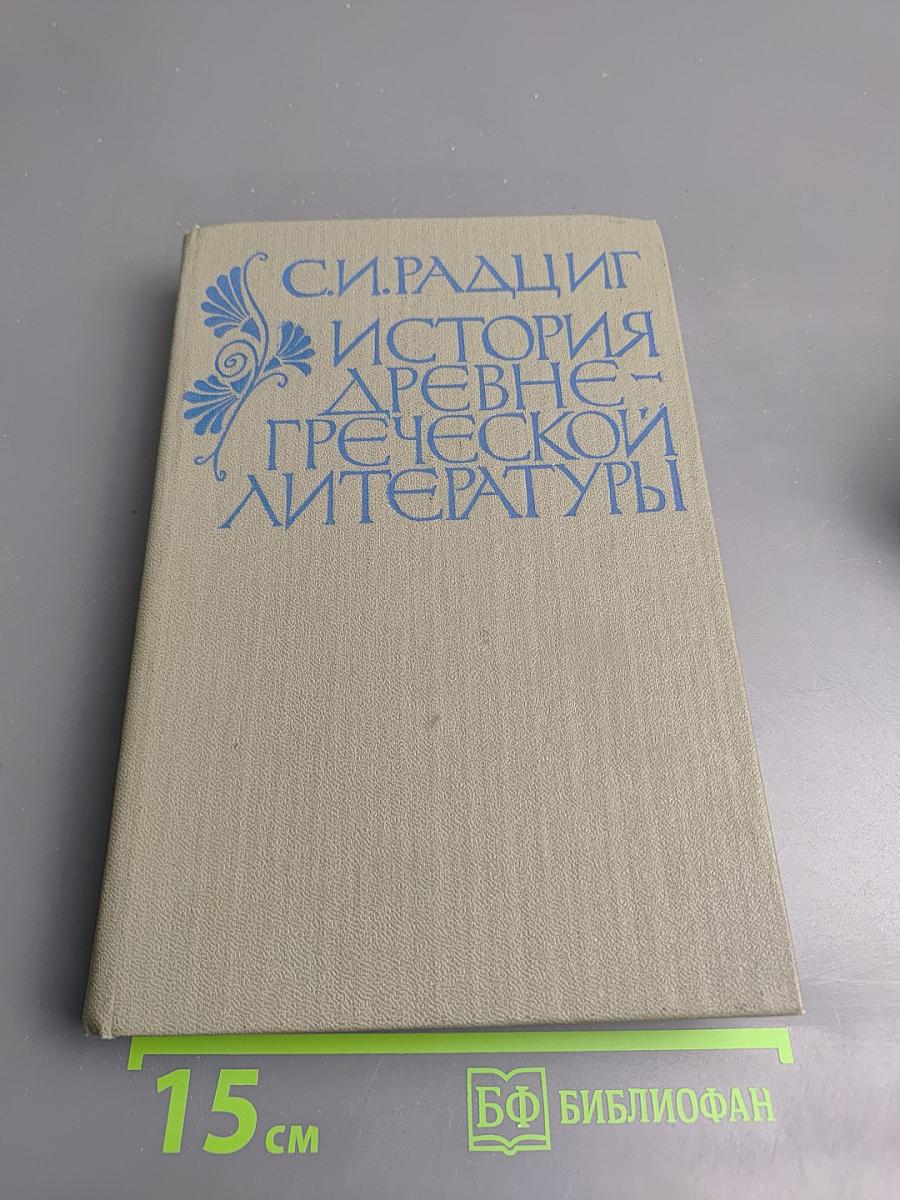 С.И.РАДЦИГ
ИСТОРИЯ
ДРЕВНЕ-
ГРЕЧЕСКОЙ
ЛИТЕРАТУРЫ
15 см
БФ БИБЛИОФАН